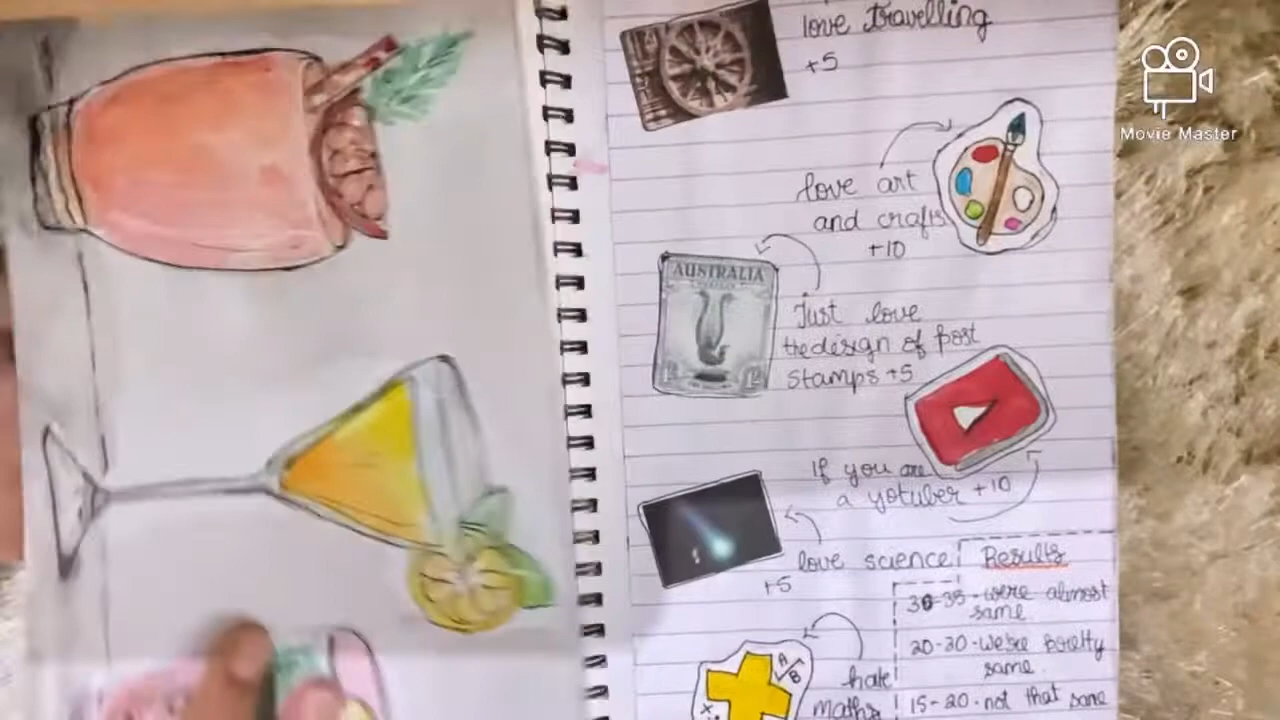 love travelling
+5
Movie Master
love art
and crafts
+10
AUSTRALIA
Just love
the design of post
stamps +5
If you are
a yotuber +10
love science
+5
Results
30-35-were almost
same
20-30-we're pretty
same.
hate
maths
15-20-not that same